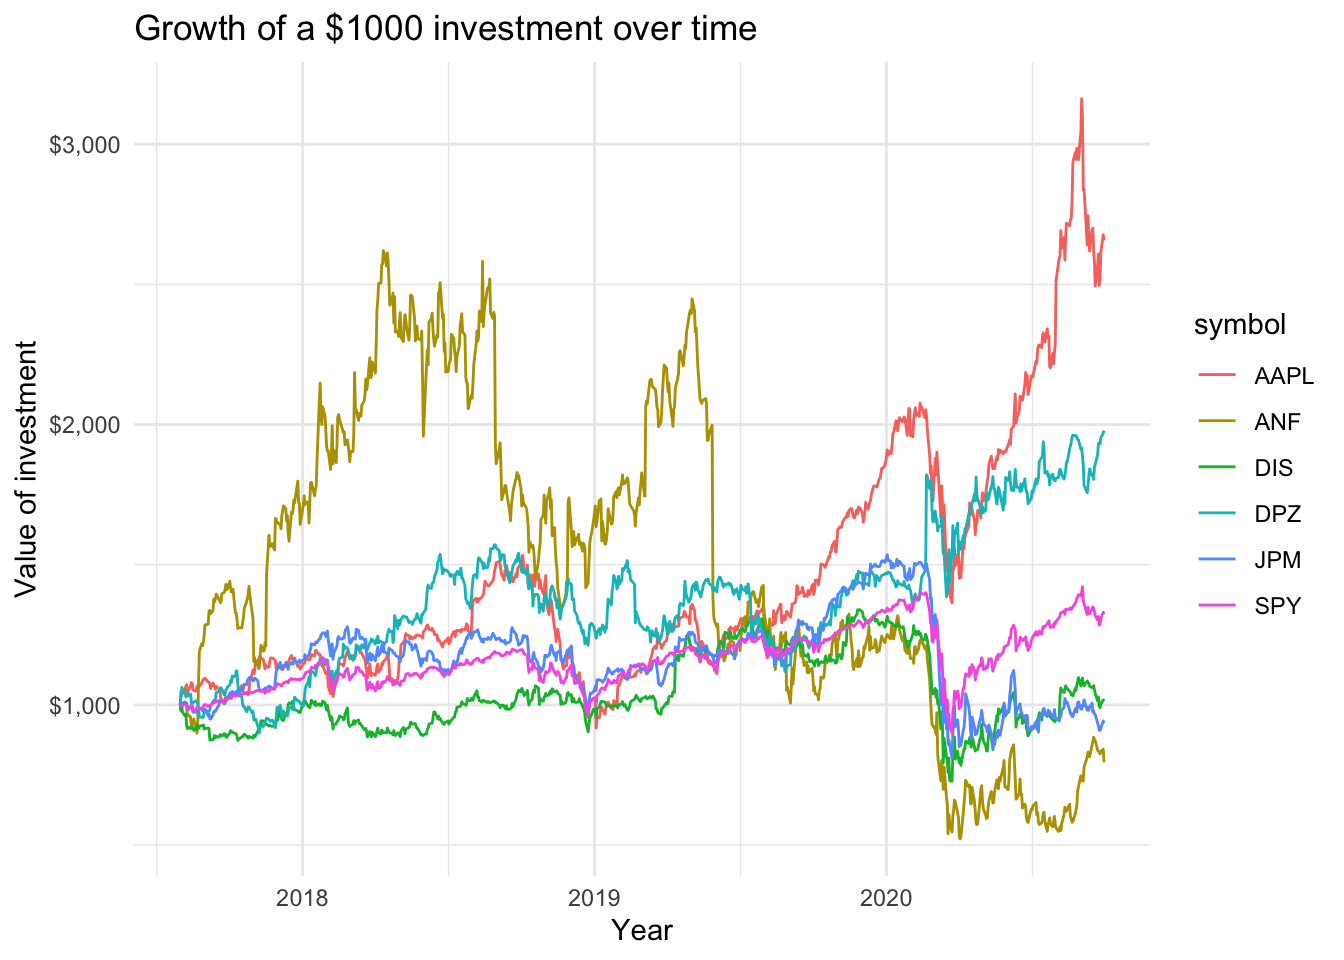 Growth of a $1000 investment over time
$3,000
$2,000
$1,000
Value of investment
2018
2019
2020
Year
symbol
AAPL
ANF
DIS
DPZ
JPM
SPY